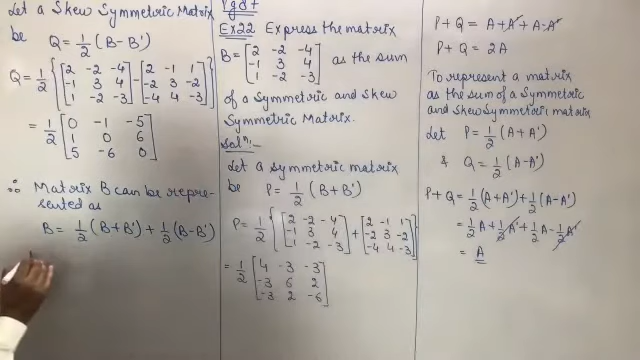 Let a Skew Symmetric Matrix
be Q = 1/2 (B - B')
Q = 1/2 { [2 -2 -4; -1 3 4; 1 -2 -3] - [2 -1 1; -2 3 -2; -4 4 -3] }
= 1/2 [0 -1 -5; 1 0 6; 5 -6 0]
∴ Matrix B can be repre-
sented as
B = 1/2 (B + B') + 1/2 (B - B')
Ex 22 Express the matrix
B = [2 -2 -4; -1 3 4; 1 -2 -3] as the sum
of a Symmetric and Skew
Symmetric Matrix.
Solⁿ:-
Let a symmetric matrix
be P = 1/2 (B + B')
P = 1/2 { [2 -2 -4; -1 3 4; 1 -2 -3] + [2 -1 1; -2 3 -2; -4 4 -3] }
= 1/2 [4 -3 -3; -3 6 2; -3 2 -6]
P + Q = A + A' + A - A'
P + Q = 2A
To represent a matrix
as the sum of a Symmetric
and Skew Symmetric matrix
Let P = 1/2 (A + A')
& Q = 1/2 (A - A')
P + Q = 1/2 (A + A') + 1/2 (A - A')
= 1/2 A + 1/2 A' + 1/2 A - 1/2 A'
= A